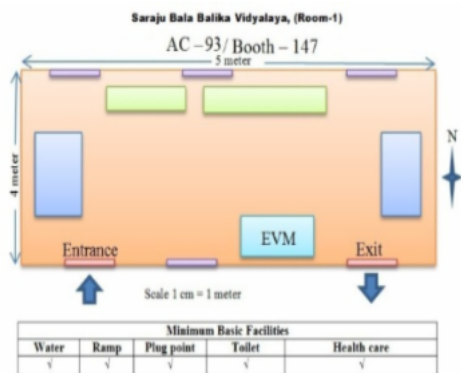 Saraju Bala Balika Vidyalaya, (Room-1)
AC – 93/ Booth – 147
5 meter
4 meter
N
EVM
Entrance
Exit
Scale 1 cm = 1 meter
Minimum Basic Facilities
Water Ramp Plug point Toilet Health care
√ √ √ √ √